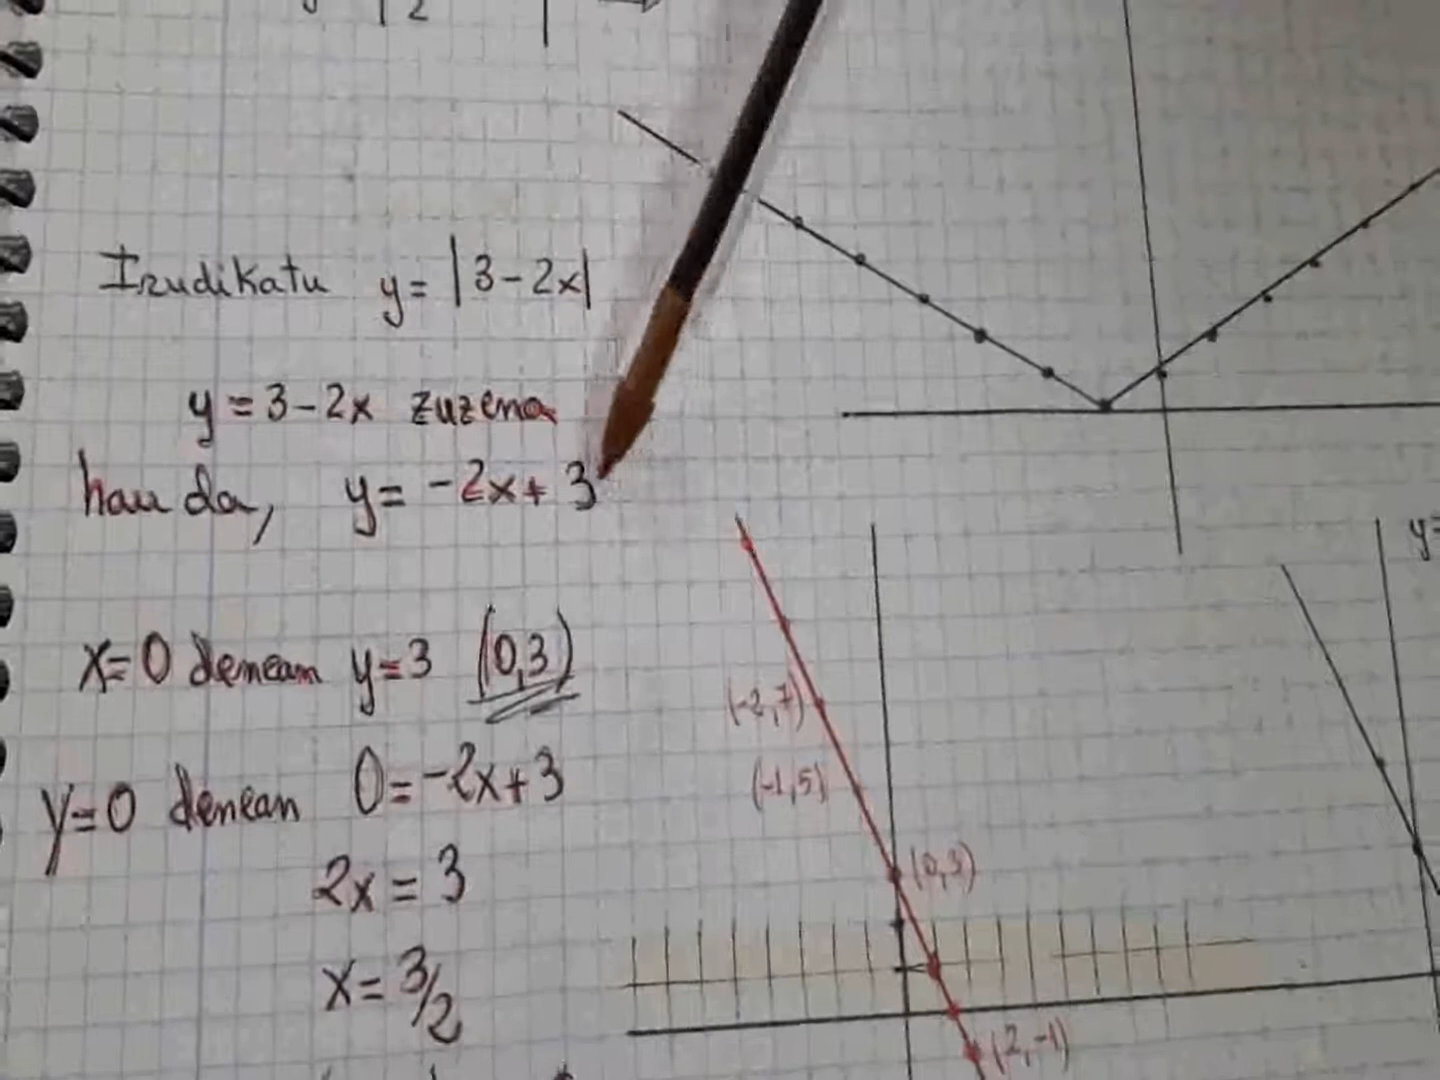 2
Irudikatu y = |3 - 2x|
y = 3 - 2x zuzena
hau da, y = -2x + 3
x = 0 denean y = 3 (0,3)
y = 0 denean 0 = -2x + 3
2x = 3
x = 3/2
y=
(-2,7)
(-1,5)
(0,3)
(2,-1)